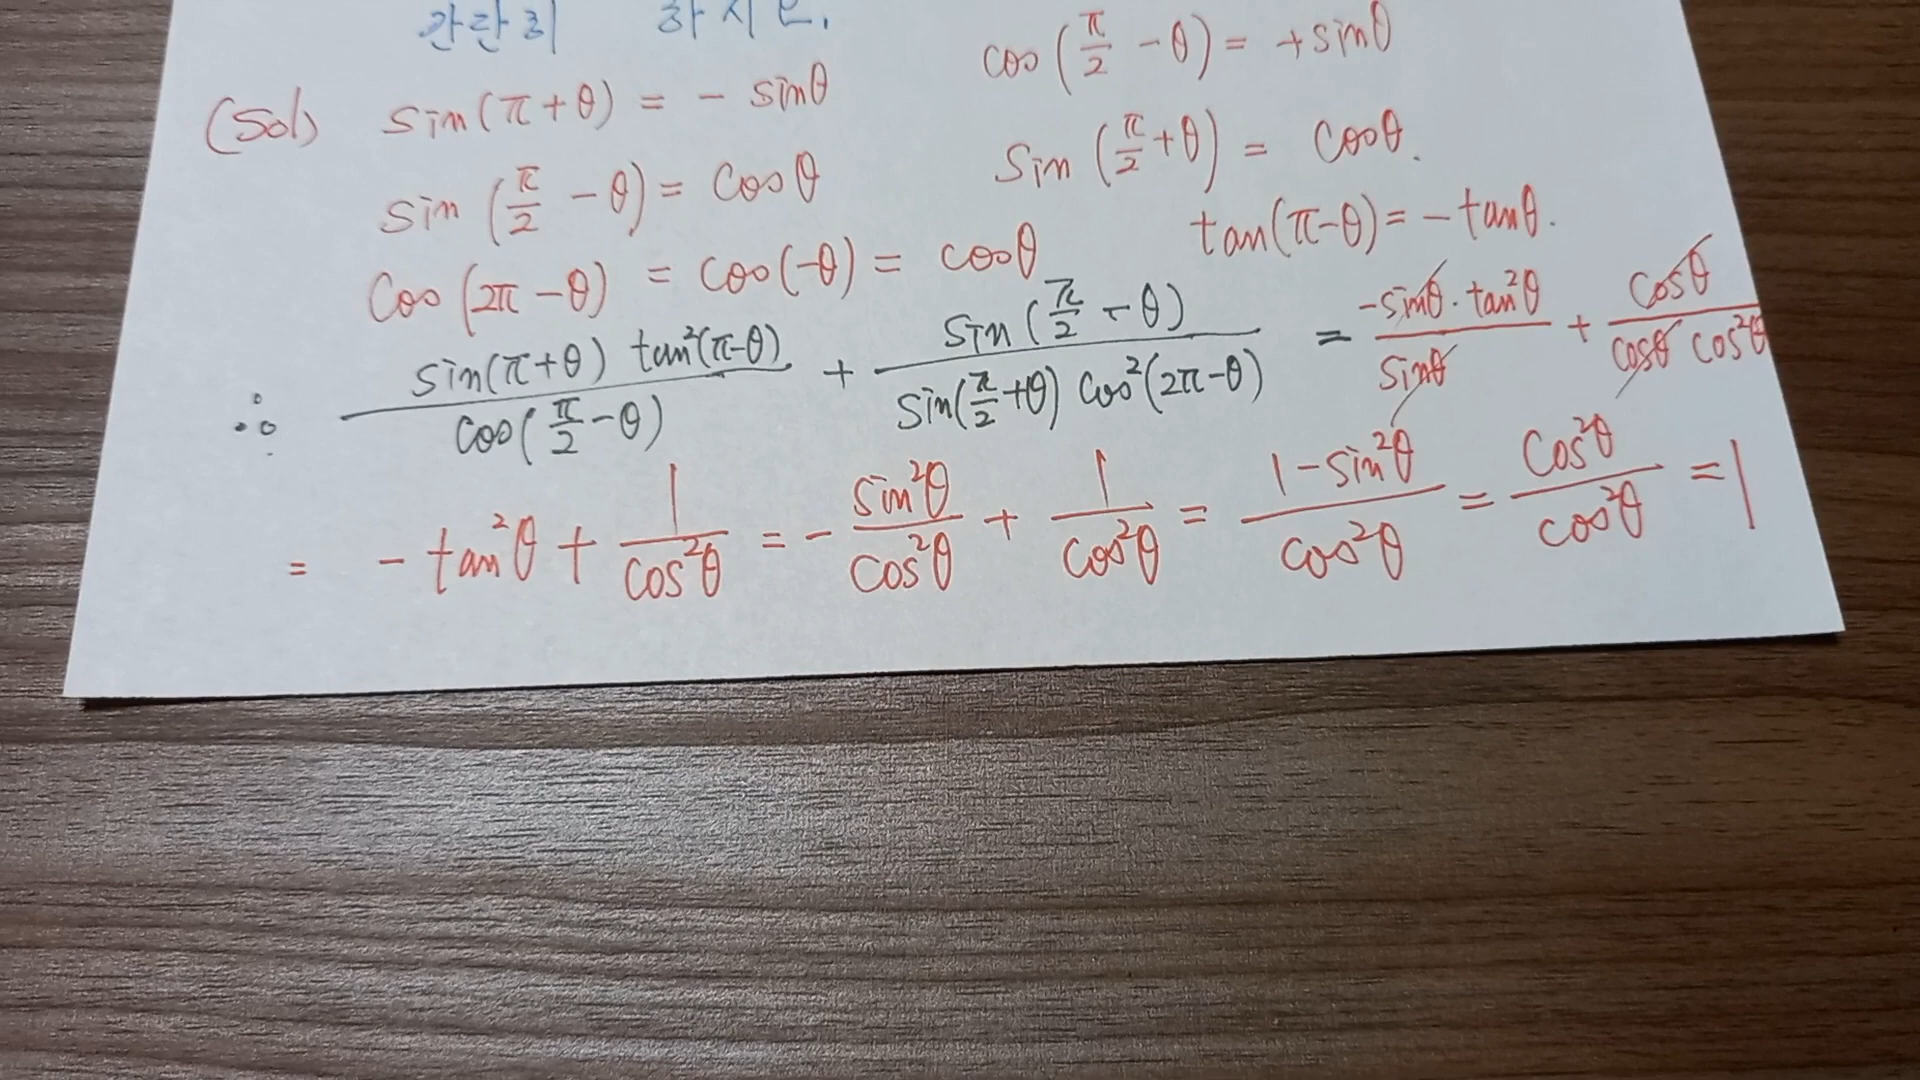 간단히 하시오.
(Sol) sin(π+θ) = - sinθ
cos(π/2 - θ) = +sinθ
sin(π/2 - θ) = cosθ
sin(π/2 + θ) = cosθ.
cos(2π - θ) = cos(-θ) = cosθ
tan(π-θ) = -tanθ.
∴ sin(π+θ) tan²(π-θ) / cos(π/2 - θ) + sin(π/2 - θ) / sin(π/2 + θ) cos²(2π-θ) = -sinθ · tan²θ / sinθ + cosθ / cosθ cos²θ
= - tan²θ + 1/cos²θ = - sin²θ/cos²θ + 1/cos²θ = 1-sin²θ/cos²θ = cos²θ/cos²θ = 1